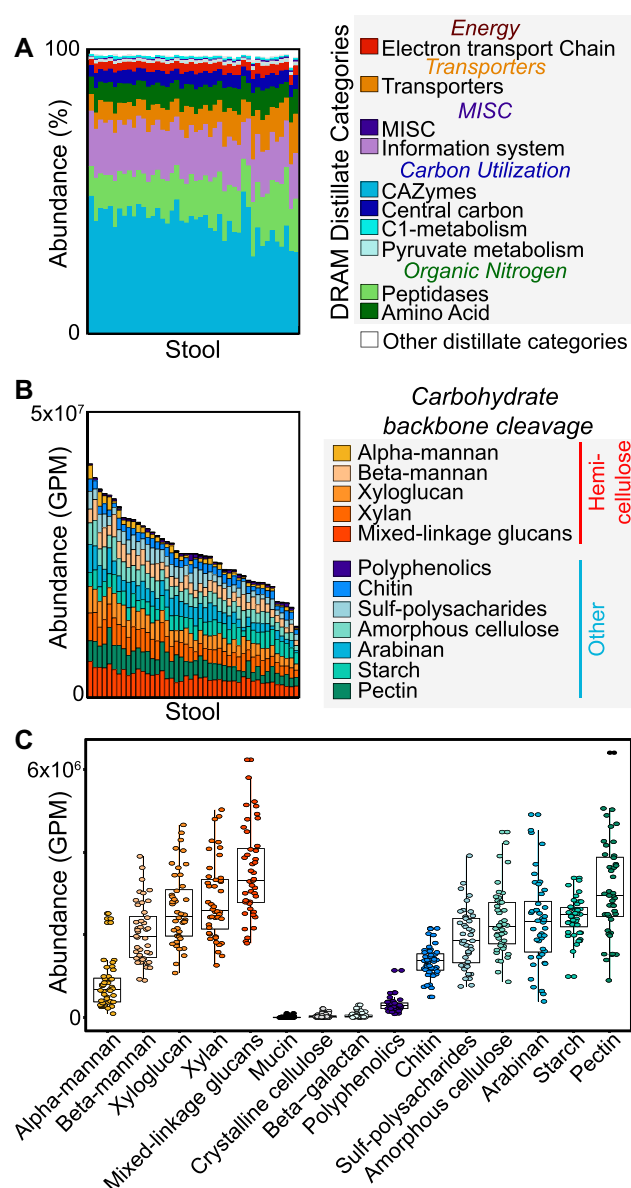 A
100
Abundance (%)
0
Stool
DRAM Distillate Categories
Energy
Electron transport Chain
Transporters
Transporters
MISC
MISC
Information system
Carbon Utilization
CAZymes
Central carbon
C1-metabolism
Pyruvate metabolism
Organic Nitrogen
Peptidases
Amino Acid
Other distillate categories
B
5x10⁷
Abundance (GPM)
0
Stool
Carbohydrate
backbone cleavage
Alpha-mannan
Beta-mannan
Xyloglucan
Xylan
Mixed-linkage glucans
Hemi-
cellulose
Polyphenolics
Chitin
Sulf-polysacharides
Amorphous cellulose
Arabinan
Starch
Pectin
Other
C
6x10⁶
Abundance (GPM)
0
Alpha-mannan
Beta-mannan
Xyloglucan
Xylan
Mixed-linkage glucans
Mucin
Crystalline cellulose
Beta-galactan
Polyphenolics
Chitin
Sulf-polysacharides
Amorphous cellulose
Arabinan
Starch
Pectin